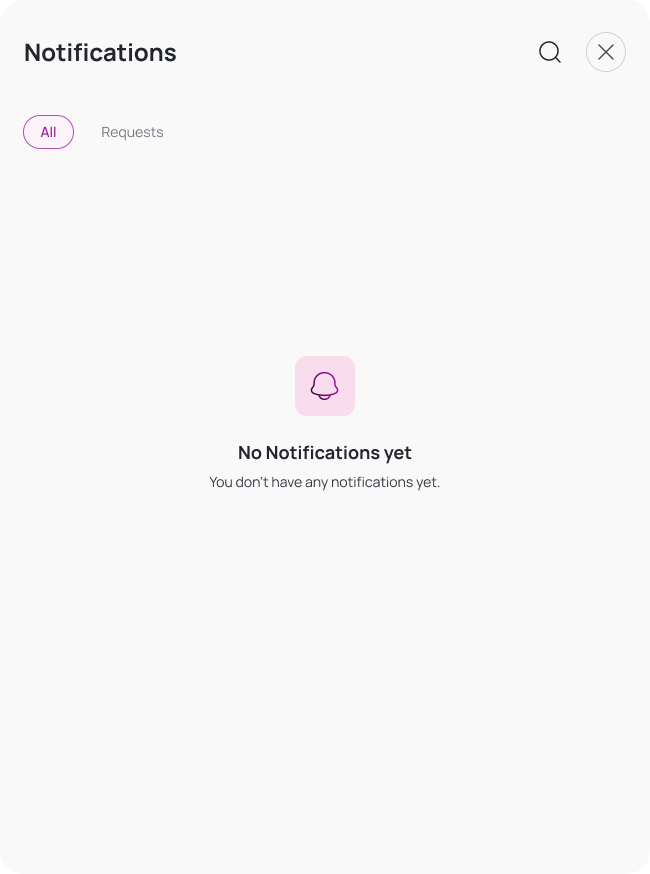 Notifications
All
Requests
No Notifications yet
You don't have any notifications yet.